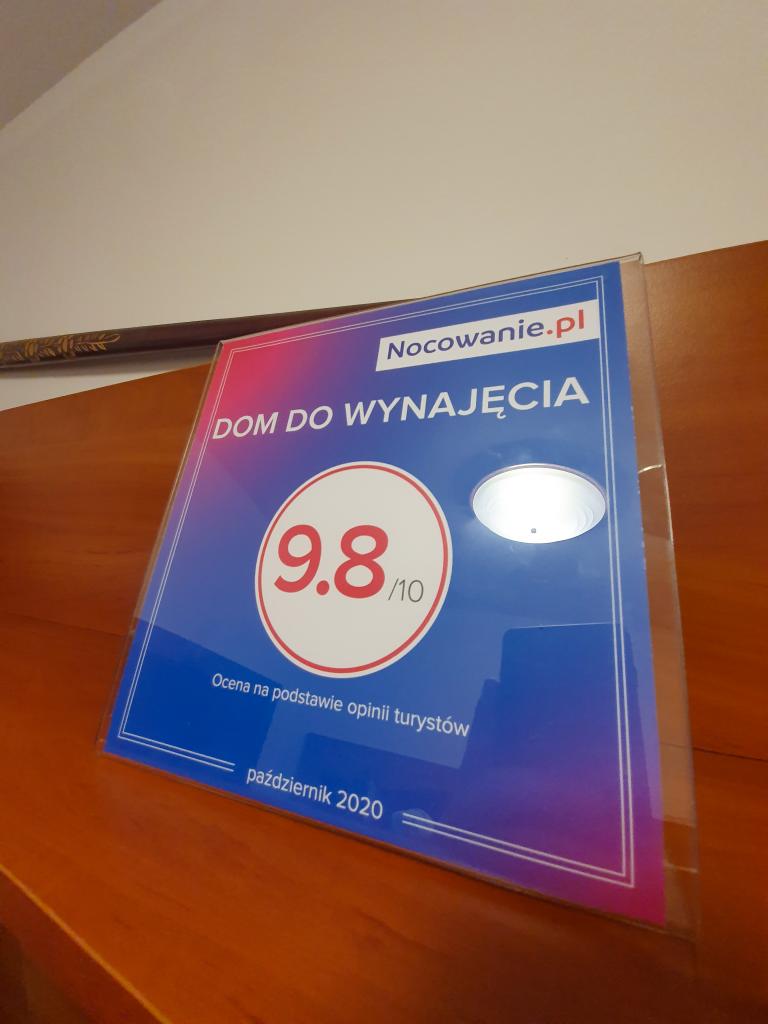 Nocowanie.pl
DOM DO WYNAJĘCIA
9.8/10
Ocena na podstawie opinii turystów
październik 2020